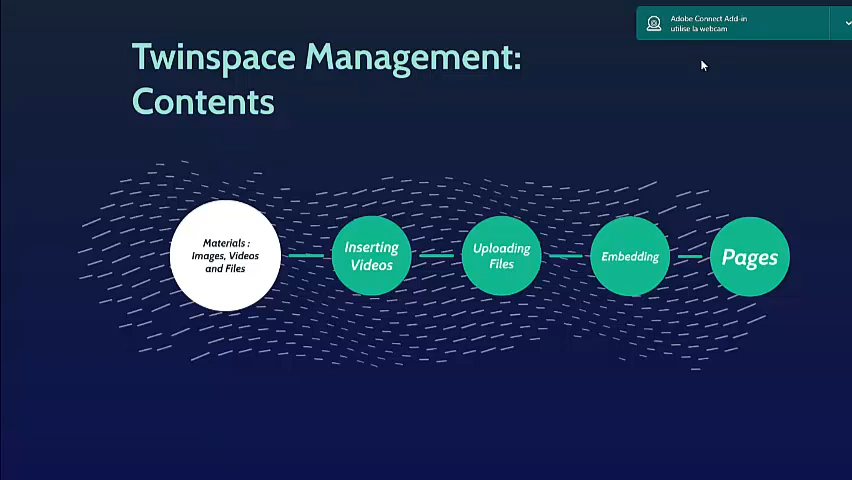 Adobe Connect Add-in
utilise la webcam
Twinspace Management:
Contents
Materials :
Images, Videos
and Files
Inserting
Videos
Uploading
Files
Embedding
Pages